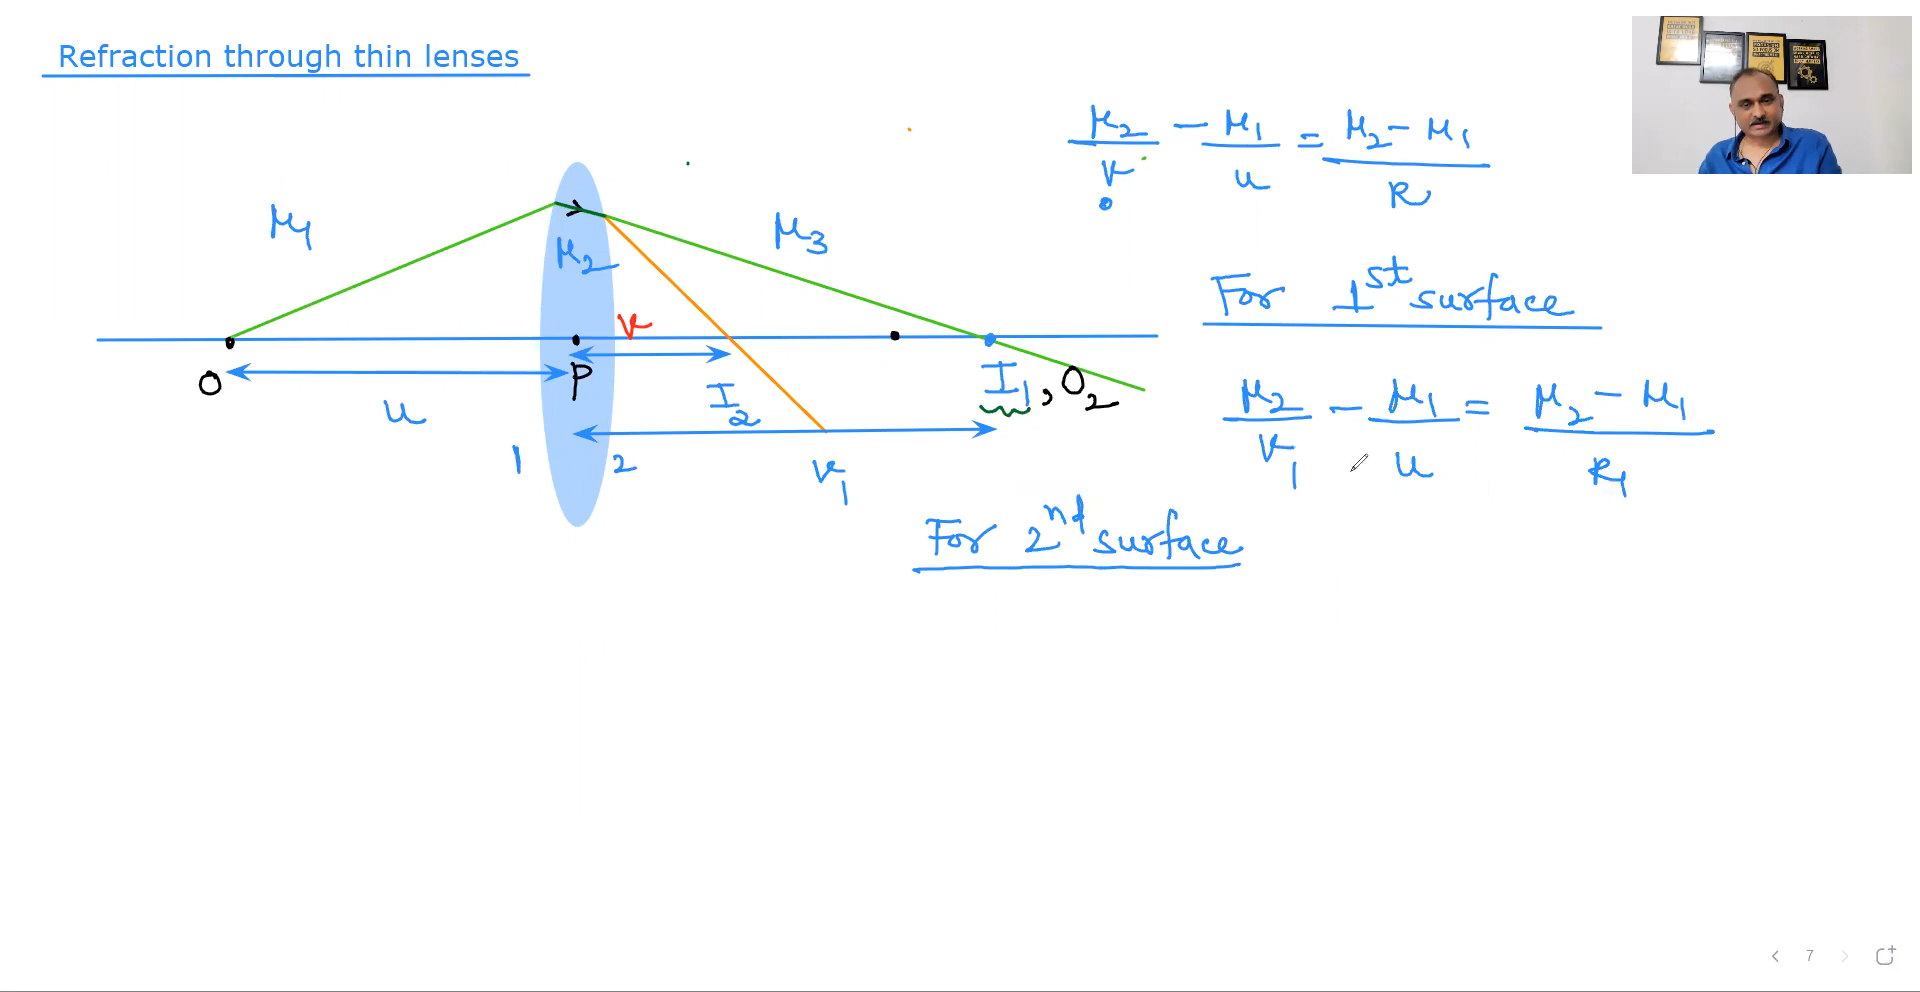 Refraction through thin lenses
μ₂/v - μ₁/u = μ₂ - μ₁/R
μ₁
μ₂
μ₃
For 1st surface
v
O
P
u
I₂
I₁, O₂
μ₂/v₁ - μ₁/u = μ₂ - μ₁/R₁
1
2
v₁
For 2nd surface
7